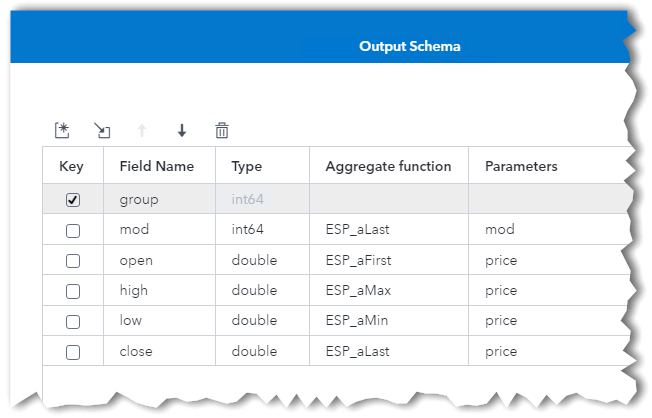 Output Schema
Key Field Name Type Aggregate function Parameters
group int64
mod int64 ESP_aLast mod
open double ESP_aFirst price
high double ESP_aMax price
low double ESP_aMin price
close double ESP_aLast price